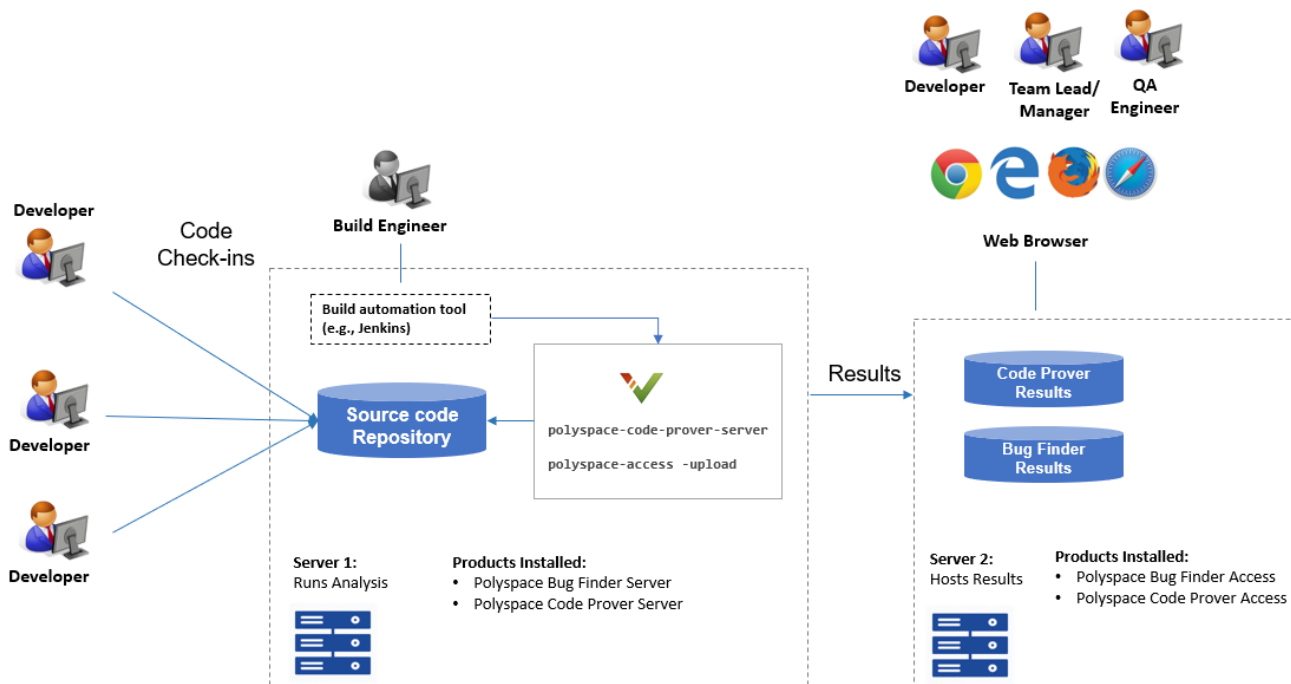 Developer
Team Lead/
Manager
QA
Engineer
Web Browser
Developer
Code
Check-ins
Build Engineer
Build automation tool
(e.g., Jenkins)
Source code
Repository
polyspace-code-prover-server
polyspace-access -upload
Results
Code Prover
Results
Bug Finder
Results
Developer
Developer
Server 1:
Runs Analysis
Products Installed:
• Polyspace Bug Finder Server
• Polyspace Code Prover Server
Server 2:
Hosts Results
Products Installed:
• Polyspace Bug Finder Access
• Polyspace Code Prover Access